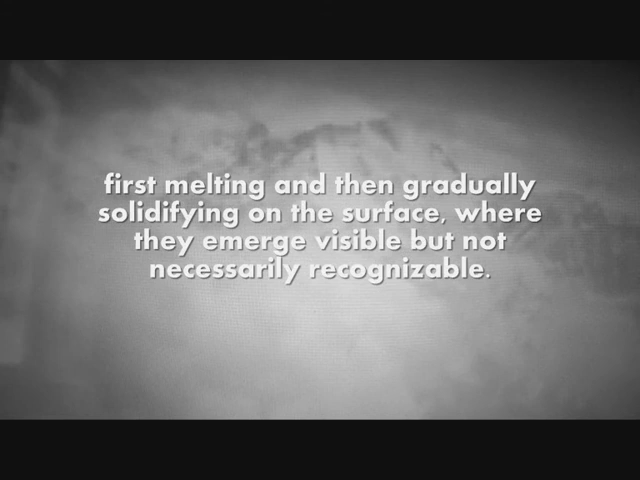 first melting and then gradually
solidifying on the surface, where
they emerge visible but not
necessarily recognizable.